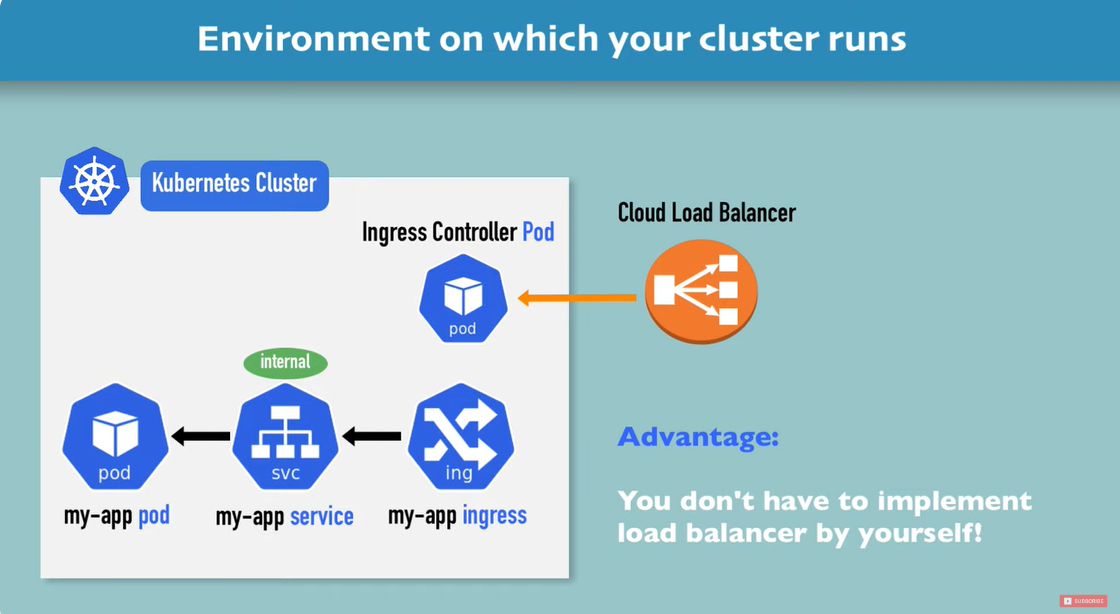 Environment on which your cluster runs
Kubernetes Cluster
Ingress Controller Pod
pod
Cloud Load Balancer
internal
pod
svc
ing
my-app pod
my-app service
my-app ingress
Advantage:
You don't have to implement
load balancer by yourself!
SUBSCRIBE